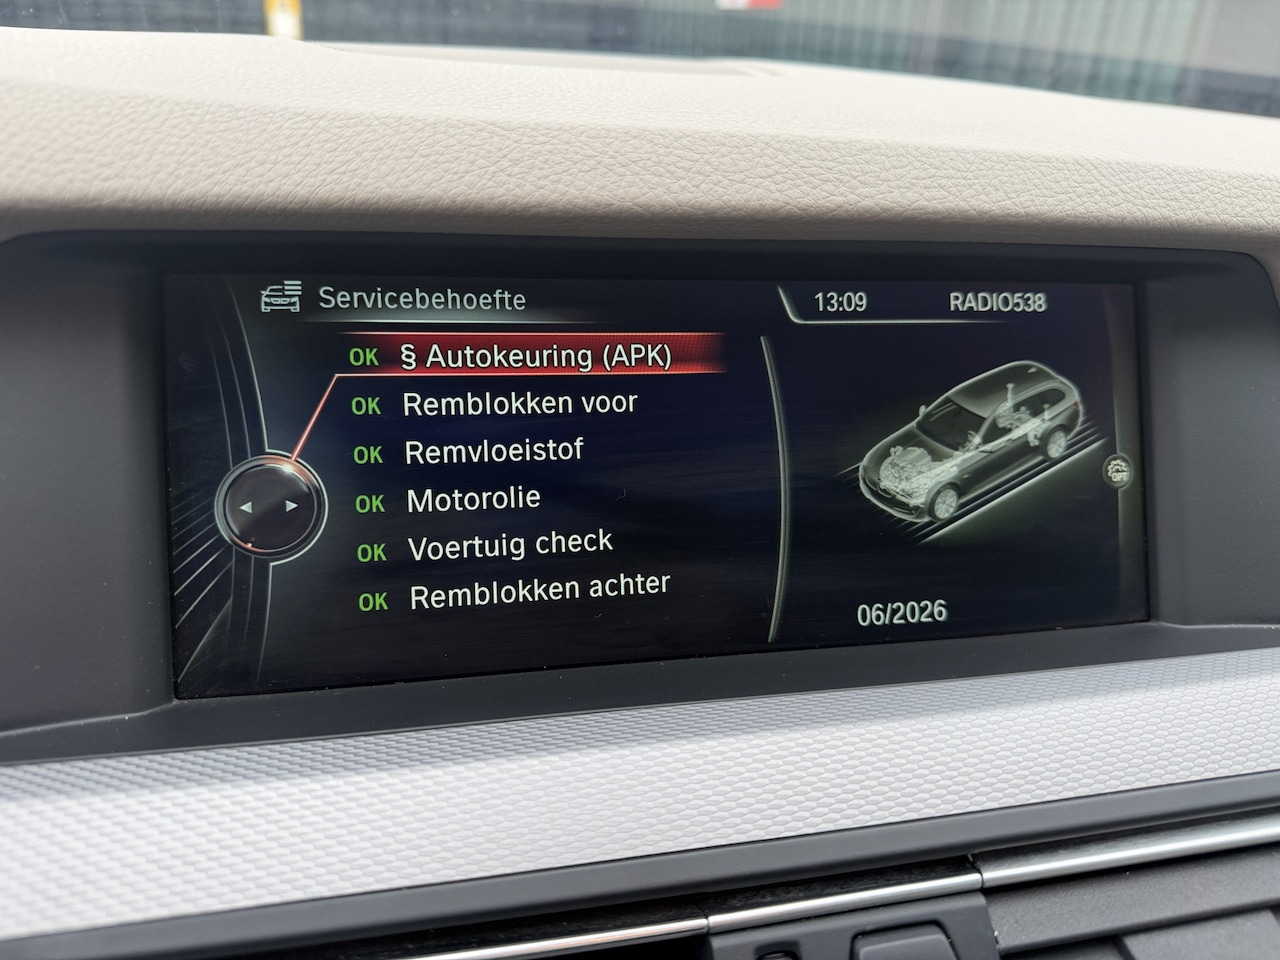 Servicebehoefte
13:09 RADIO538
OK § Autokeuring (APK)
OK Remblokken voor
OK Remvloeistof
OK Motorolie
OK Voertuig check
OK Remblokken achter
OPT
06/2026